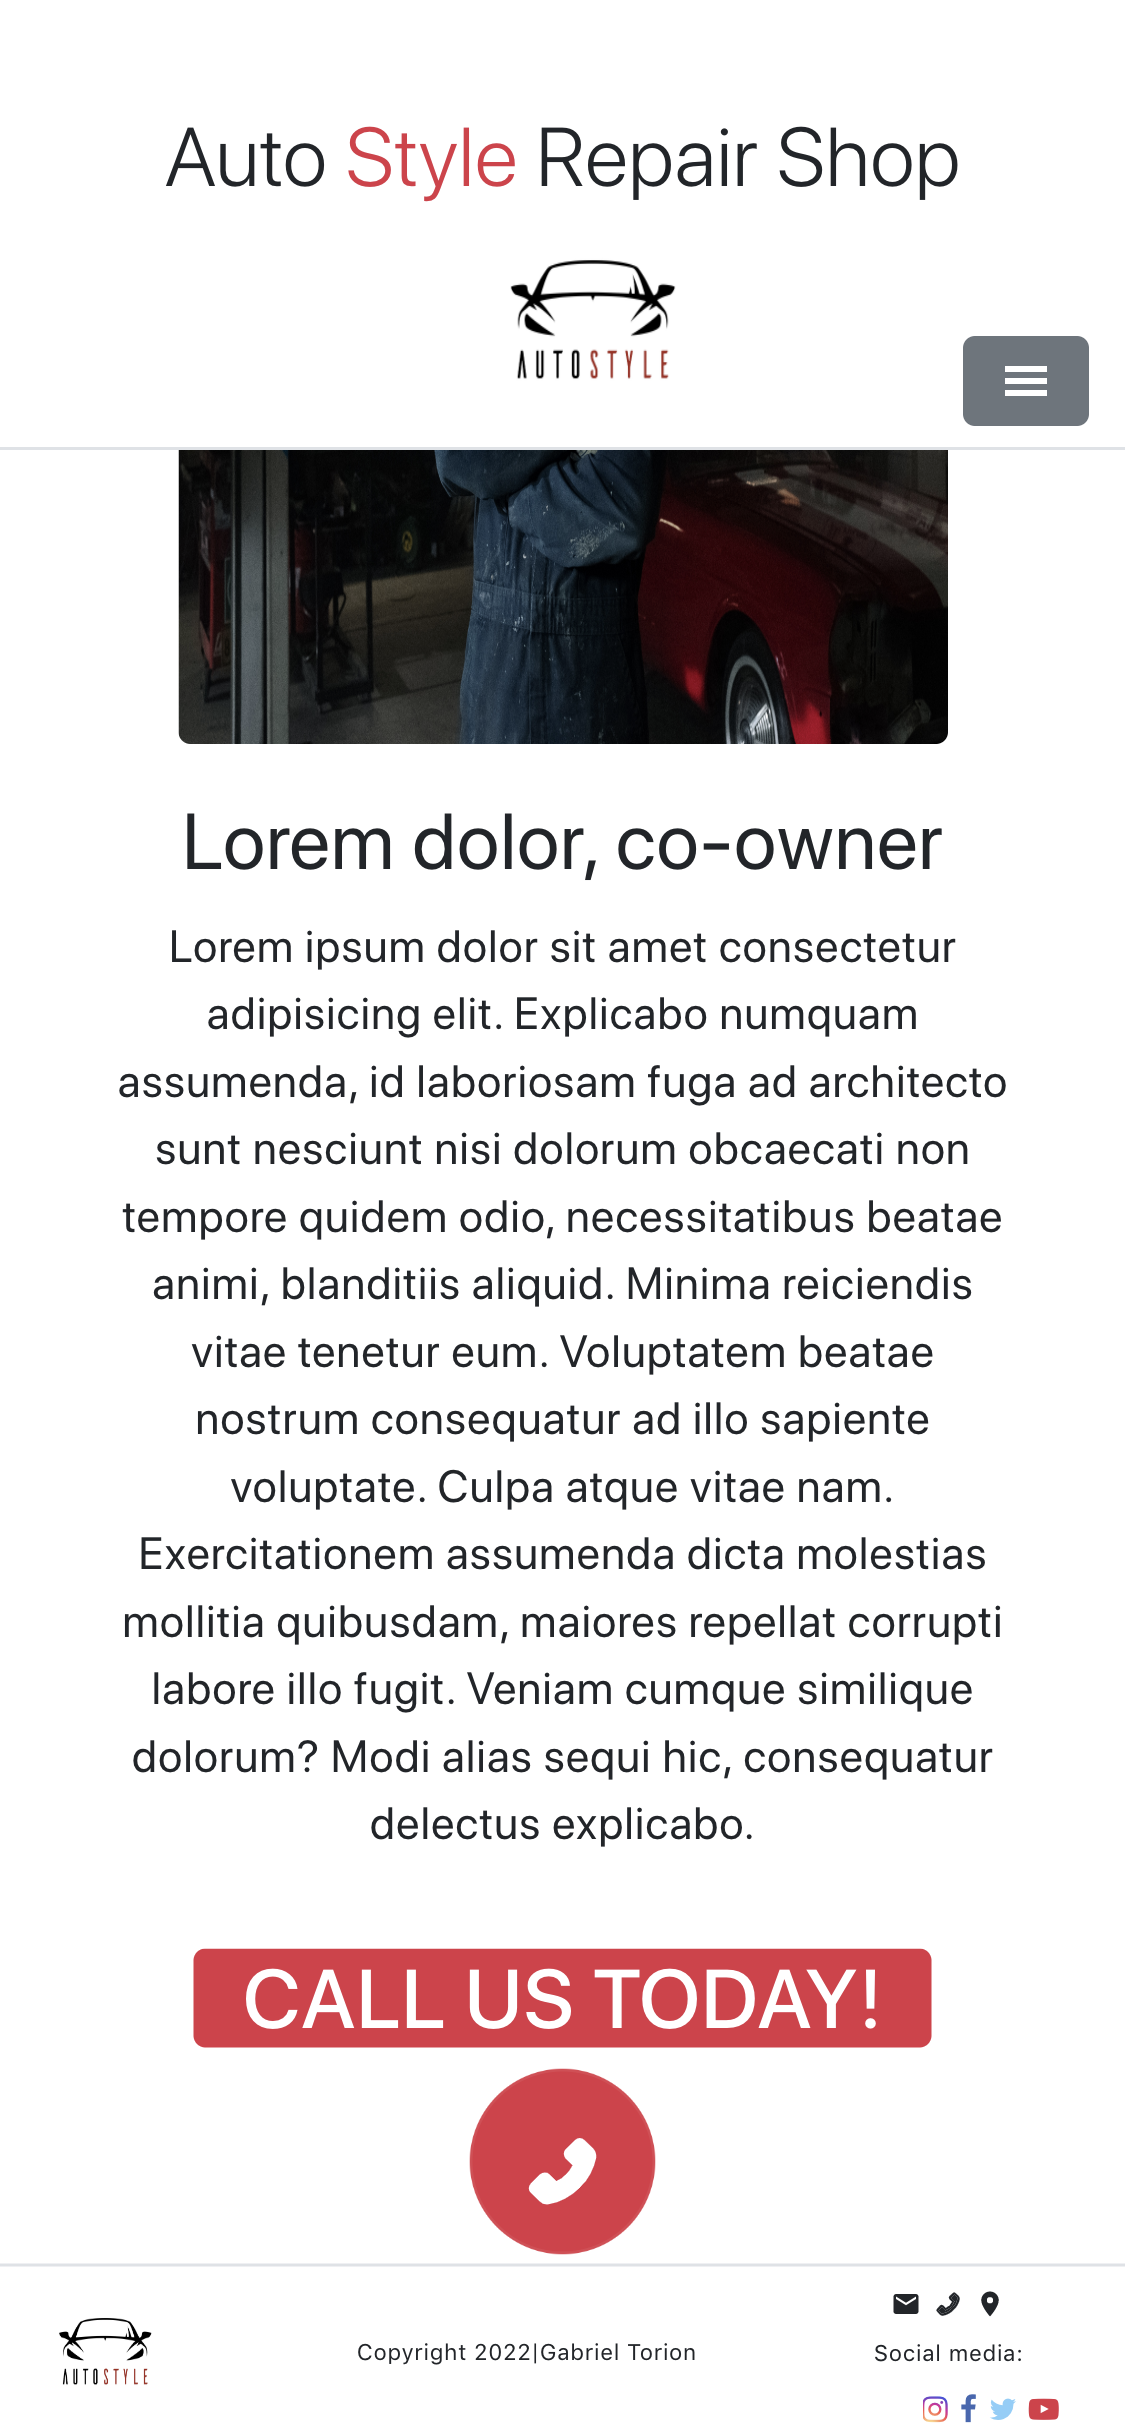 Auto Style Repair Shop
AUTOSTYLE
Lorem dolor, co-owner
Lorem ipsum dolor sit amet consectetur
adipisicing elit. Explicabo numquam
assumenda, id laboriosam fuga ad architecto
sunt nesciunt nisi dolorum obcaecati non
tempore quidem odio, necessitatibus beatae
animi, blanditiis aliquid. Minima reiciendis
vitae tenetur eum. Voluptatem beatae
nostrum consequatur ad illo sapiente
voluptate. Culpa atque vitae nam.
Exercitationem assumenda dicta molestias
mollitia quibusdam, maiores repellat corrupti
labore illo fugit. Veniam cumque similique
dolorum? Modi alias sequi hic, consequatur
delectus explicabo.
CALL US TODAY!
AUTOSTYLE
Copyright 2022|Gabriel Torion
Social media: